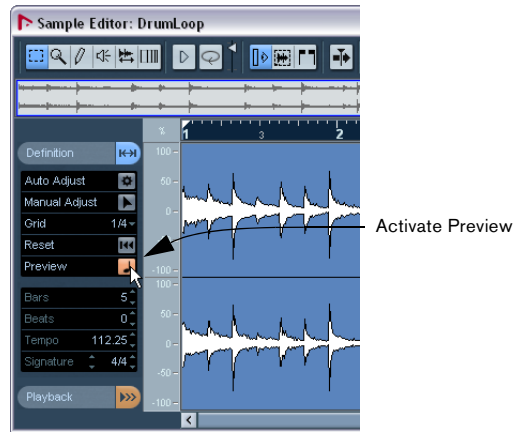 Sample Editor: DrumLoop
%
1
3
2
Definition
100
Auto Adjust
50
Manual Adjust
Grid 1/4
0
Reset
Activate Preview
Preview
-100
100
Bars 5
Beats 0
50
Tempo 112.25
0
Signature 4/4
-50
Playback
-100